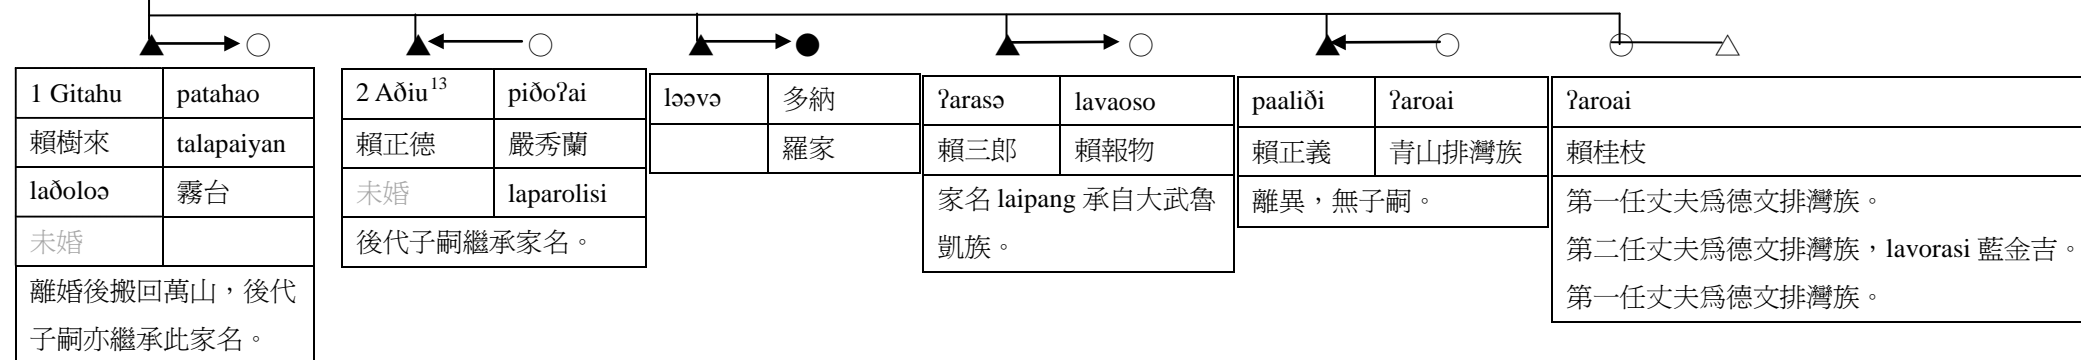 1 Gitahu patahao
賴樹來 talapaiyan
laðoloə 霧台
未婚
離婚後搬回萬山，後代
子嗣亦繼承此家名。
2 Aðiu13 piðoʔai
賴正德 嚴秀蘭
未婚 laparolisi
後代子嗣繼承家名。
ləəvə 多納
羅家
ʔarasə lavaoso
賴三郎 賴報物
家名 laipang 承自大武魯
凱族。
paaliði ʔaroai
賴正義 青山排灣族
離異，無子嗣。
ʔaroai
賴桂枝
第一任丈夫為德文排灣族。
第二任丈夫為德文排灣族，lavorasi 藍金吉。
第一任丈夫為德文排灣族。